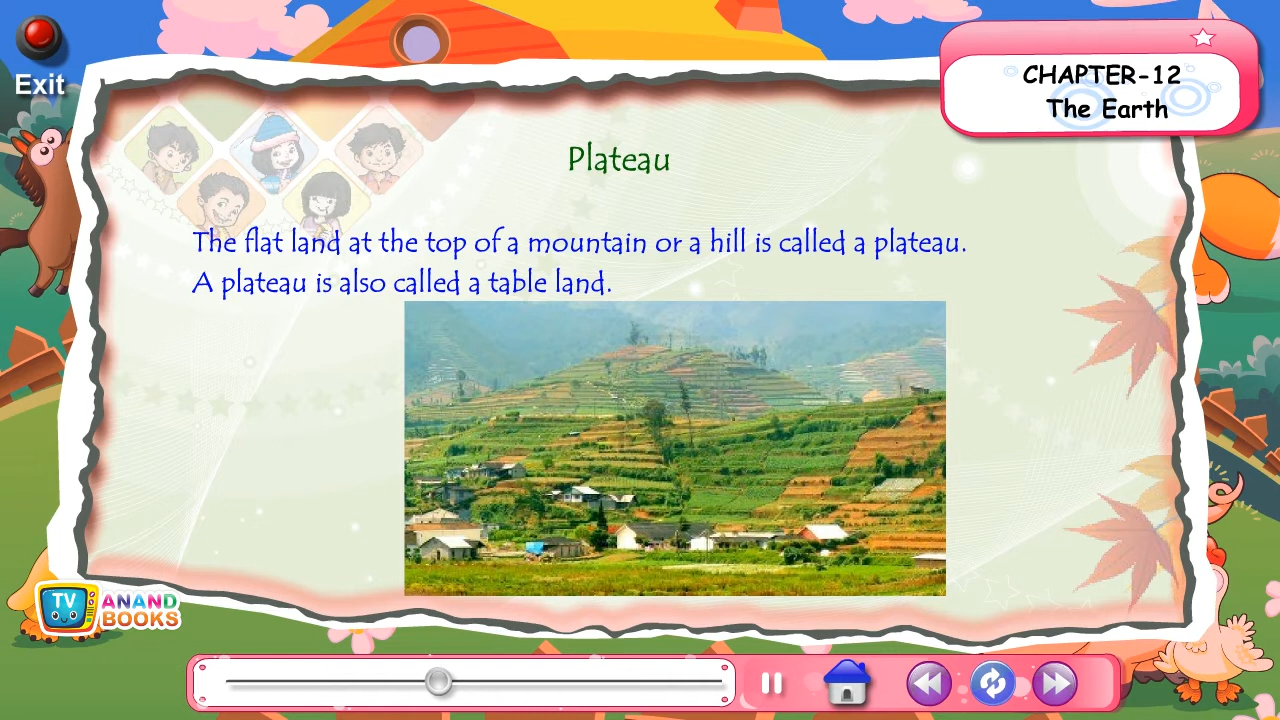 Exit
CHAPTER-12
The Earth
Plateau
The flat land at the top of a mountain or a hill is called a plateau.
A plateau is also called a table land.
TV
ANAND
BOOKS